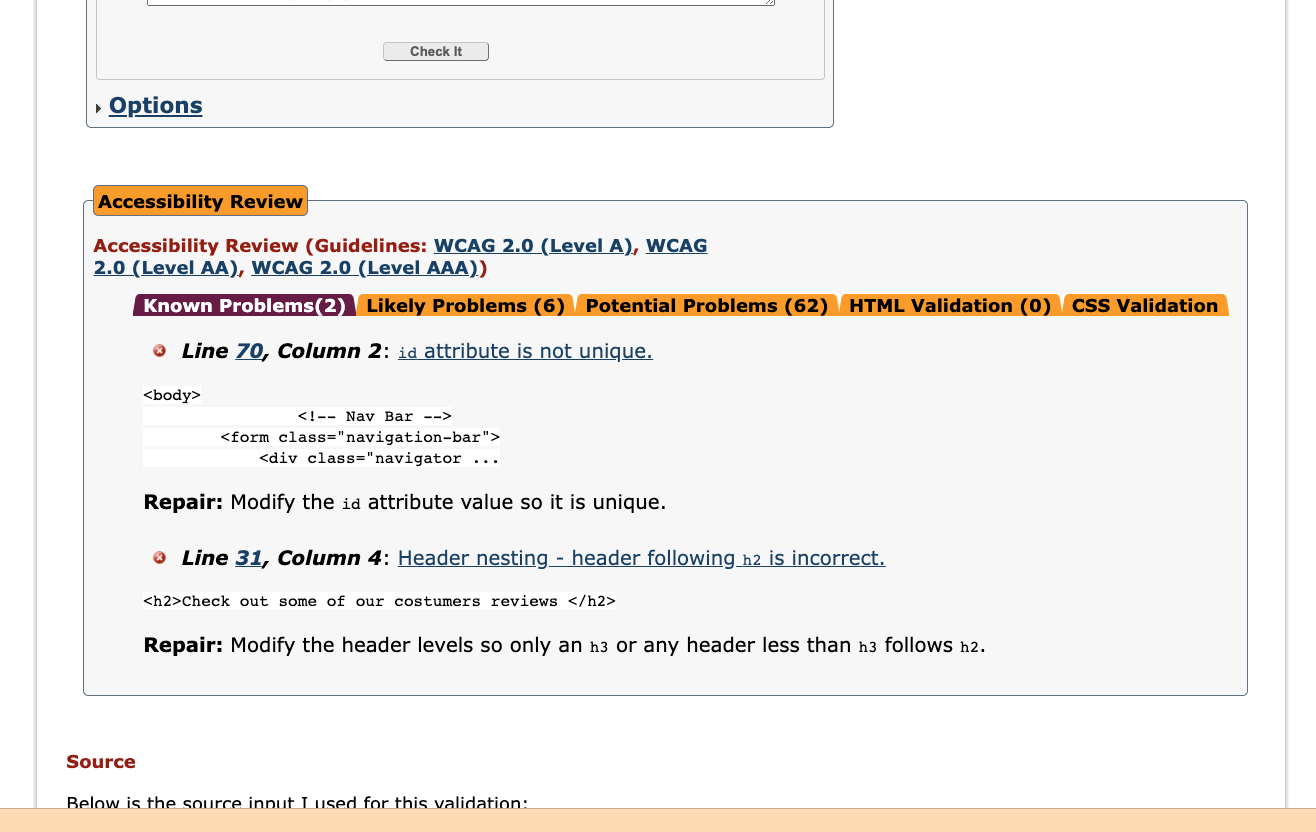 Check It
Options
Accessibility Review
Accessibility Review (Guidelines: WCAG 2.0 (Level A), WCAG
2.0 (Level AA), WCAG 2.0 (Level AAA))
Known Problems(2) Likely Problems (6) Potential Problems (62) HTML Validation (0) CSS Validation
Line 70, Column 2: id attribute is not unique.
<body>
<!-- Nav Bar -->
<form class="navigation-bar">
<div class="navigator ...
Repair: Modify the id attribute value so it is unique.
Line 31, Column 4: Header nesting - header following h2 is incorrect.
<h2>Check out some of our costumers reviews </h2>
Repair: Modify the header levels so only an h3 or any header less than h3 follows h2.
Source
Below is the source input I used for this validation: